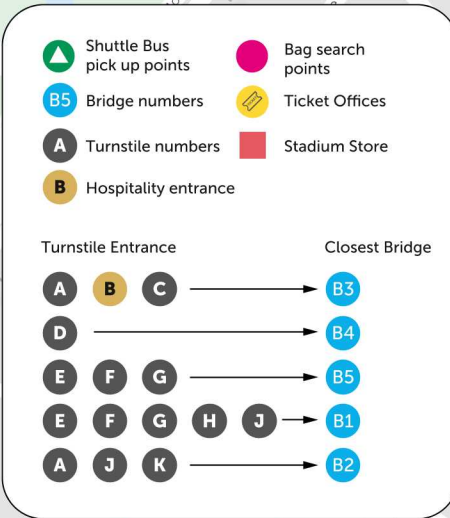 Shuttle Bus
pick up points
Bag search
points
B5 Bridge numbers
Ticket Offices
A Turnstile numbers
Stadium Store
B Hospitality entrance
Turnstile Entrance Closest Bridge
A B C B3
D B4
E F G B5
E F G H J B1
A J K B2